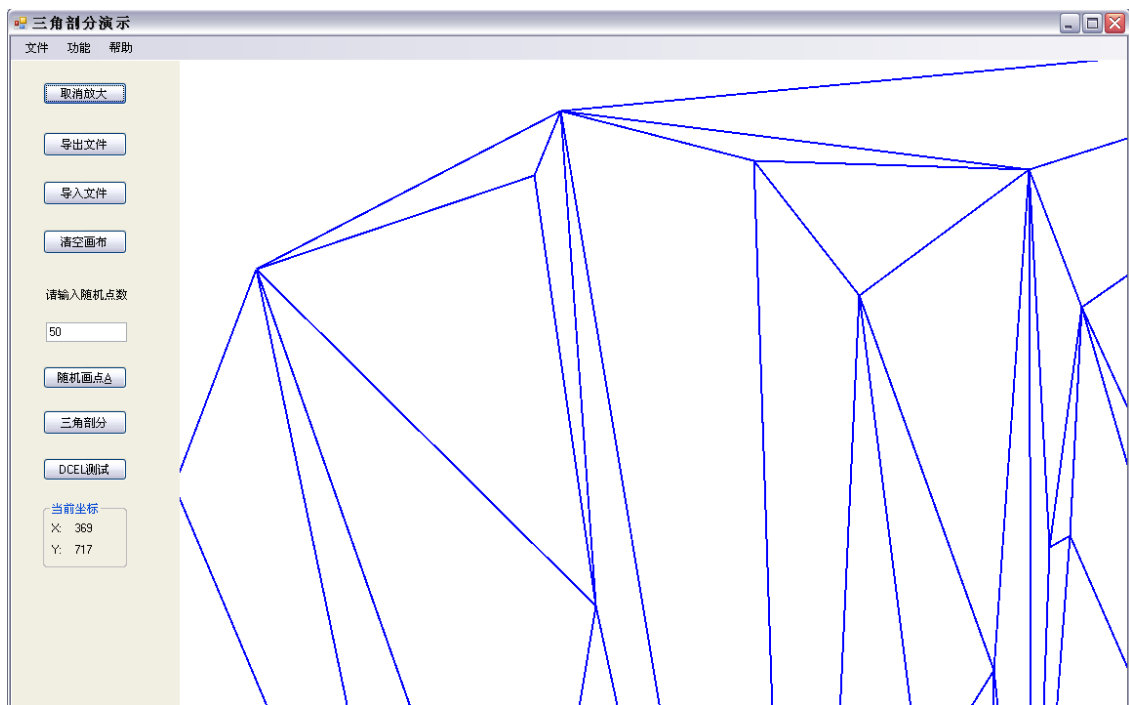 三角剖分演示
文件 功能 帮助
取消放大
导出文件
导入文件
清空画布
请输入随机点数
50
随机画点A
三角剖分
DCEL测试
当前坐标
X: 369
Y: 717